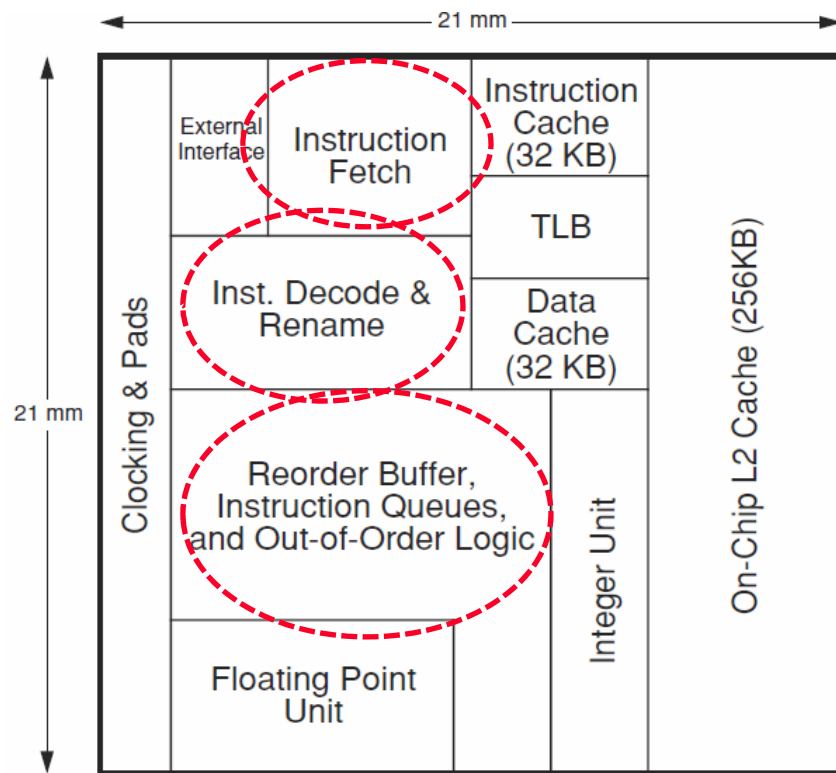 21 mm
21 mm
Clocking & Pads
External
Interface
Instruction
Fetch
Instruction
Cache
(32 KB)
TLB
Inst. Decode &
Rename
Data
Cache
(32 KB)
Reorder Buffer,
Instruction Queues,
and Out-of-Order Logic
Integer Unit
Floating Point
Unit
On-Chip L2 Cache (256KB)